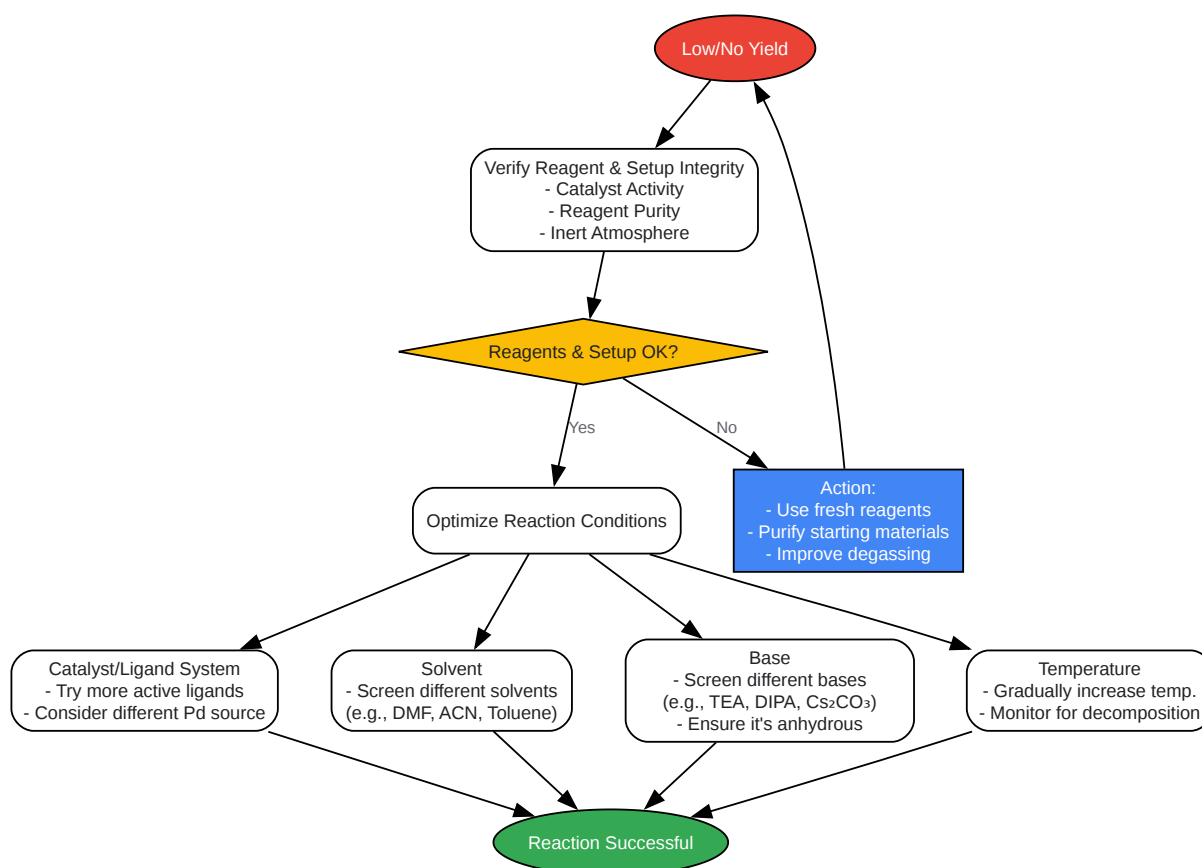 Low/No Yield
Verify Reagent & Setup Integrity
- Catalyst Activity
- Reagent Purity
- Inert Atmosphere
Reagents & Setup OK?
Yes
No
Optimize Reaction Conditions
Action:
- Use fresh reagents
- Purify starting materials
- Improve degassing
Catalyst/Ligand System
- Try more active ligands
- Consider different Pd source
Solvent
- Screen different solvents
(e.g., DMF, ACN, Toluene)
Base
- Screen different bases
(e.g., TEA, DIPA, Cs₂CO₃)
- Ensure it's anhydrous
Temperature
- Gradually increase temp.
- Monitor for decomposition
Reaction Successful